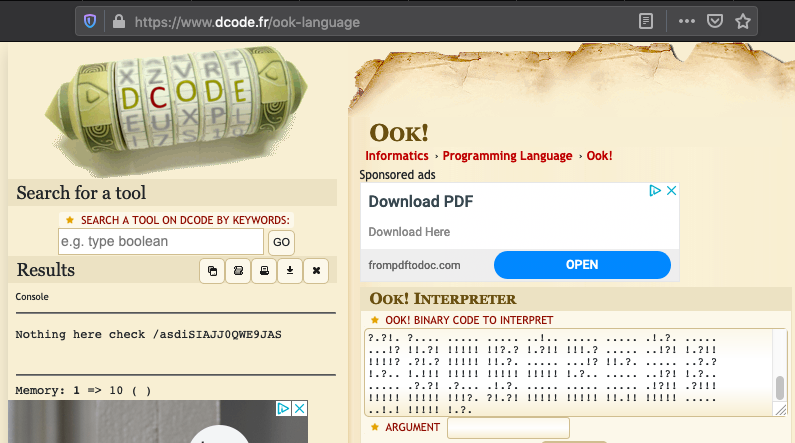 https://www.dcode.fr/ook-language
X Z V R T
D C O D E
E U X P L
Search for a tool
★ SEARCH A TOOL ON DCODE BY KEYWORDS:
e.g. type boolean
GO
Results
Console
Nothing here check /asdiSIAJJ0QWE9JAS
Memory: 1 => 10 ( )
Ook!
Informatics › Programming Language › Ook!
Sponsored ads
Download PDF
Download Here
frompdftodoc.com
OPEN
Ook! Interpreter
★ OOK! BINARY CODE TO INTERPRET
?.?!. ?.... ..... ..... ..!.. ..... ..... .!.?. .....
...!? !!.?! !!!!! !!?.? !.?!! !!!.? ..... ..!?! !.?!!
!!!!? .?!.? !!!!! !!.?. ..... ..!? !!.?. ..... ..?.?
!.?.. !.!!! !!!!! !!!!! !!!!! !.?.. ..... ..!?! !.?..
..... .?.?! .?... .!.?. ..... ..... ..... .!?!! .?!!!
!!!!! !!!!! !!!?. ?!.?! !!!!! !!!!! !!.!! !!!!! .....
..!.! !!!!! !.?.
★ ARGUMENT